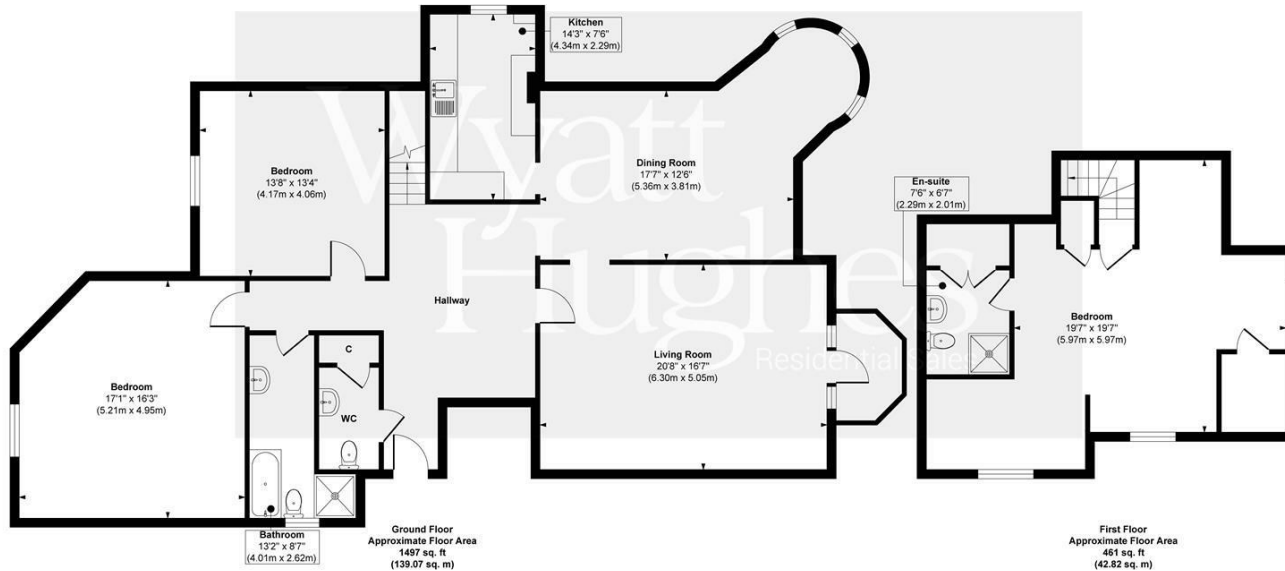 Kitchen
14'3" x 7'6"
(4.34m x 2.29m)
Bedroom
13'8" x 13'4"
(4.17m x 4.06m)
Dining Room
17'7" x 12'6"
(5.36m x 3.81m)
En-suite
7'6" x 6'7"
(2.29m x 2.01m)
Wyatt
Hughes
Residential Sales
Hallway
Bedroom
19'7" x 19'7"
(5.97m x 5.97m)
C
Living Room
20'8" x 16'7"
(6.30m x 5.05m)
Bedroom
17'1" x 16'3"
(5.21m x 4.95m)
WC
Bathroom
13'2" x 8'7"
(4.01m x 2.62m)
Ground Floor
Approximate Floor Area
1497 sq. ft
(139.07 sq. m)
First Floor
Approximate Floor Area
461 sq. ft
(42.82 sq. m)